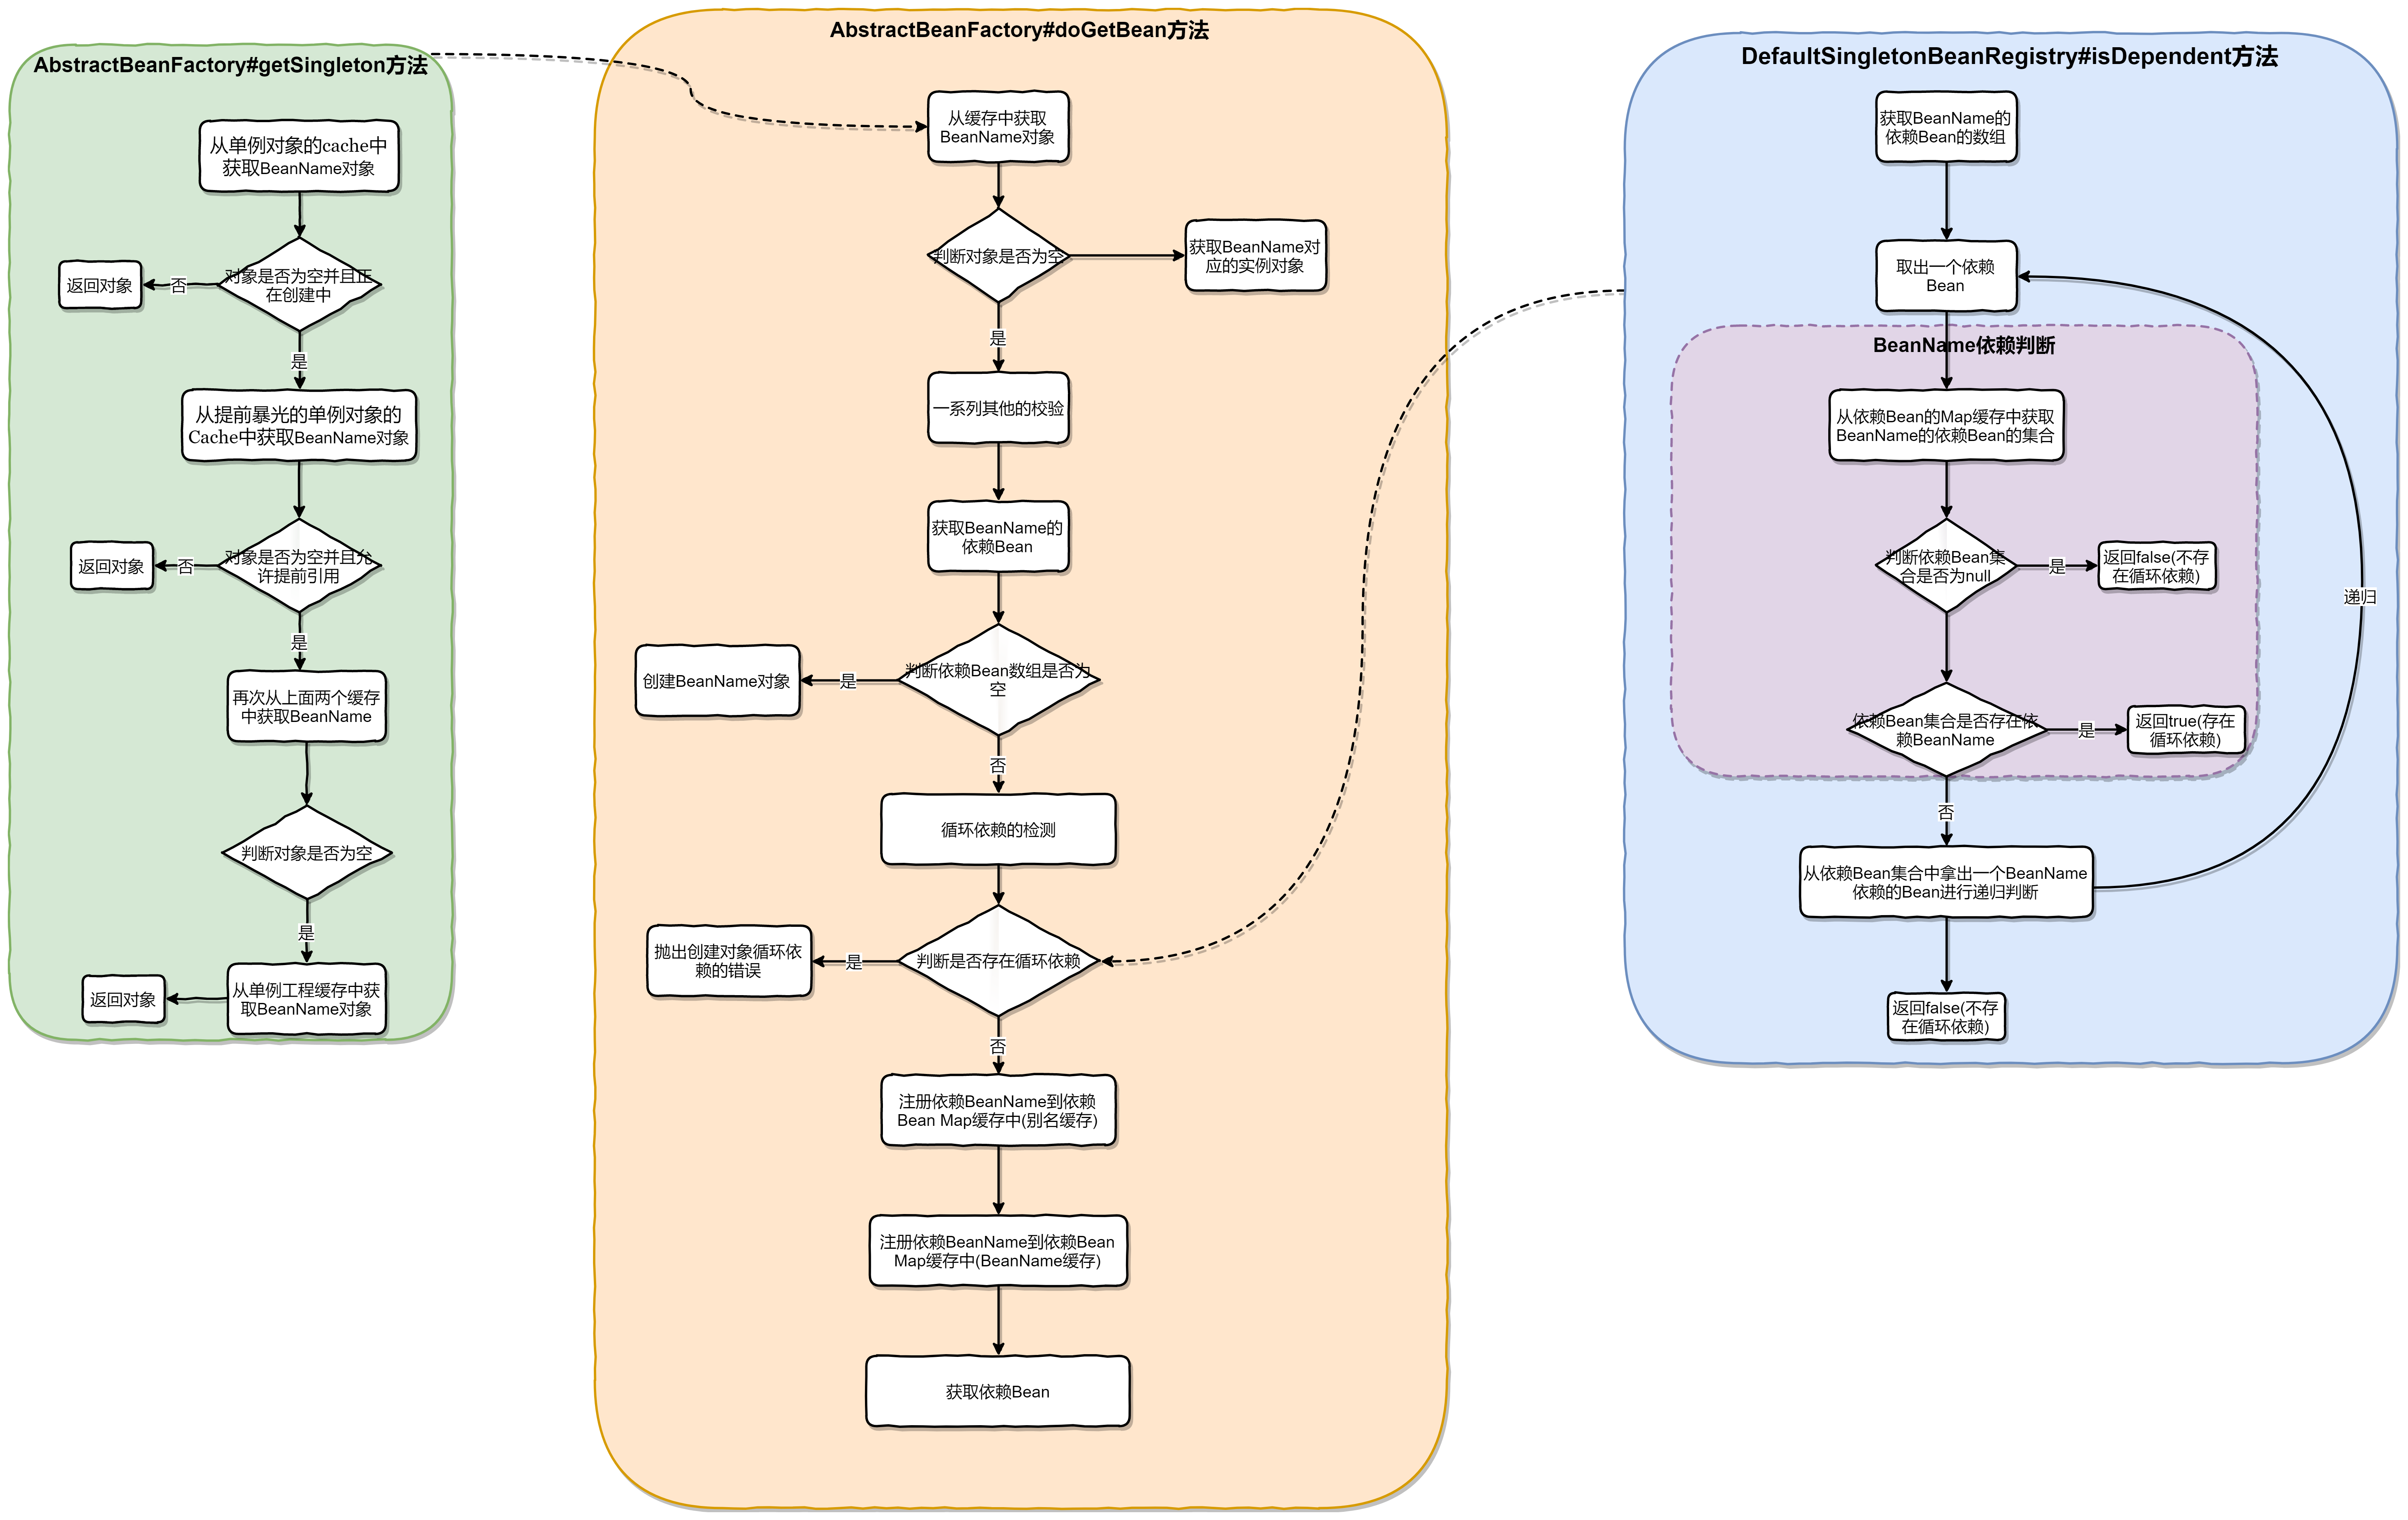 AbstractBeanFactory#getSingleton方法
从单例对象的cache中
获取BeanName对象
对象是否为空并且正
在创建中
否
返回对象
是
从提前暴光的单例对象的
Cache中获取BeanName对象
对象是否为空并且允
许提前引用
否
返回对象
是
再次从上面两个缓存
中获取BeanName
判断对象是否为空
是
从单例工程缓存中获
取BeanName对象
返回对象
AbstractBeanFactory#doGetBean方法
从缓存中获取
BeanName对象
判断对象是否为空
获取BeanName对
应的实例对象
是
一系列其他的校验
获取BeanName的
依赖Bean
判断依赖Bean数组是否为
空
是
创建BeanName对象
否
循环依赖的检测
判断是否存在循环依赖
是
抛出创建对象循环依
赖的错误
否
注册依赖BeanName到依赖
Bean Map缓存中(别名缓存)
注册依赖BeanName到依赖Bean
Map缓存中(BeanName缓存)
获取依赖Bean
DefaultSingletonBeanRegistry#isDependent方法
获取BeanName的
依赖Bean的数组
取出一个依赖
Bean
BeanName依赖判断
从依赖Bean的Map缓存中获取
BeanName的依赖Bean的集合
判断依赖Bean集
合是否为null
是
返回false(不存
在循环依赖)
依赖Bean集合是否存在依
赖BeanName
是
返回true(存在
循环依赖)
否
从依赖Bean集合中拿出一个BeanName
依赖的Bean进行递归判断
递归
返回false(不存
在循环依赖)